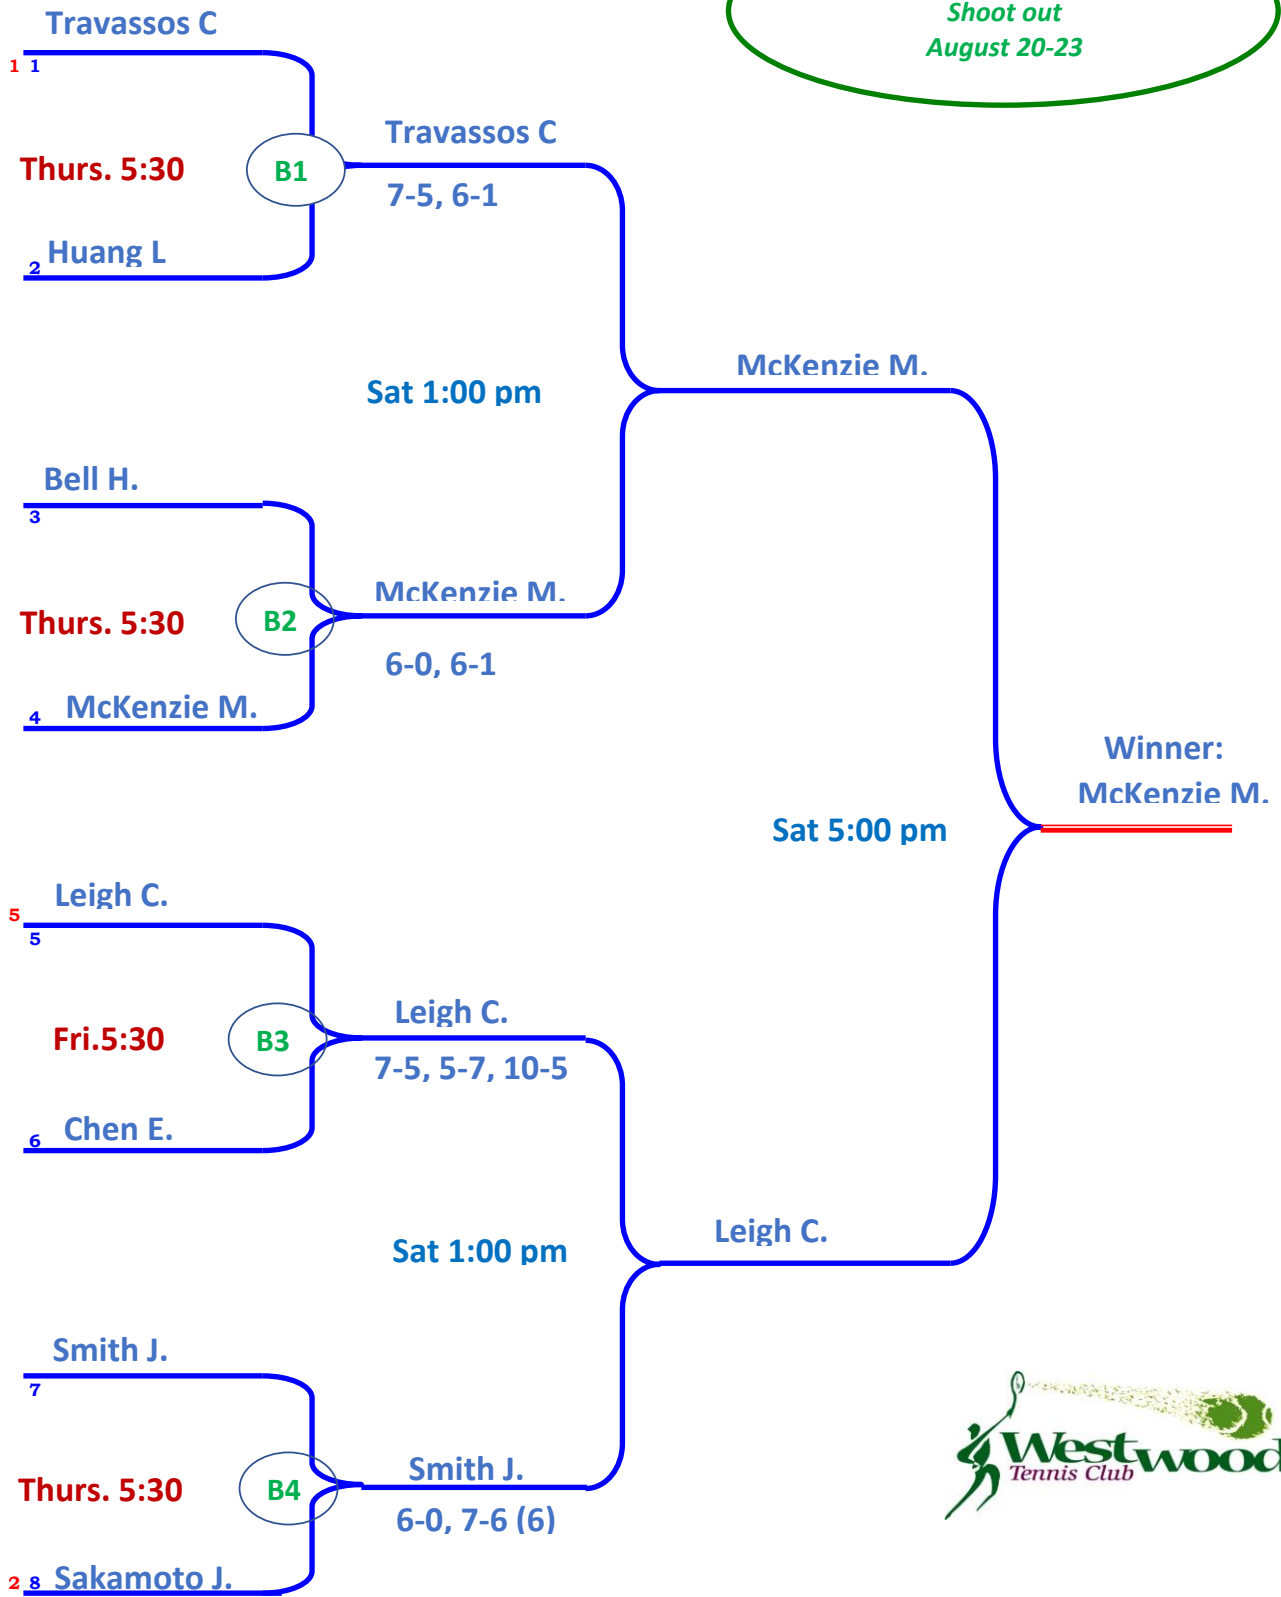 Shoot out
August 20-23
Travassos C
1 1
Travassos C
Thurs. 5:30
B1
7-5, 6-1
Huang L
2
McKenzie M.
Sat 1:00 pm
Bell H.
3
McKenzie M.
Thurs. 5:30
B2
6-0, 6-1
McKenzie M.
4
Winner:
McKenzie M.
Sat 5:00 pm
Leigh C.
5
5
Leigh C.
Fri.5:30
B3
7-5, 5-7, 10-5
Chen E.
6
Leigh C.
Sat 1:00 pm
Smith J.
7
Westwood
Tennis Club
Smith J.
Thurs. 5:30
B4
6-0, 7-6 (6)
2 8 Sakamoto J.